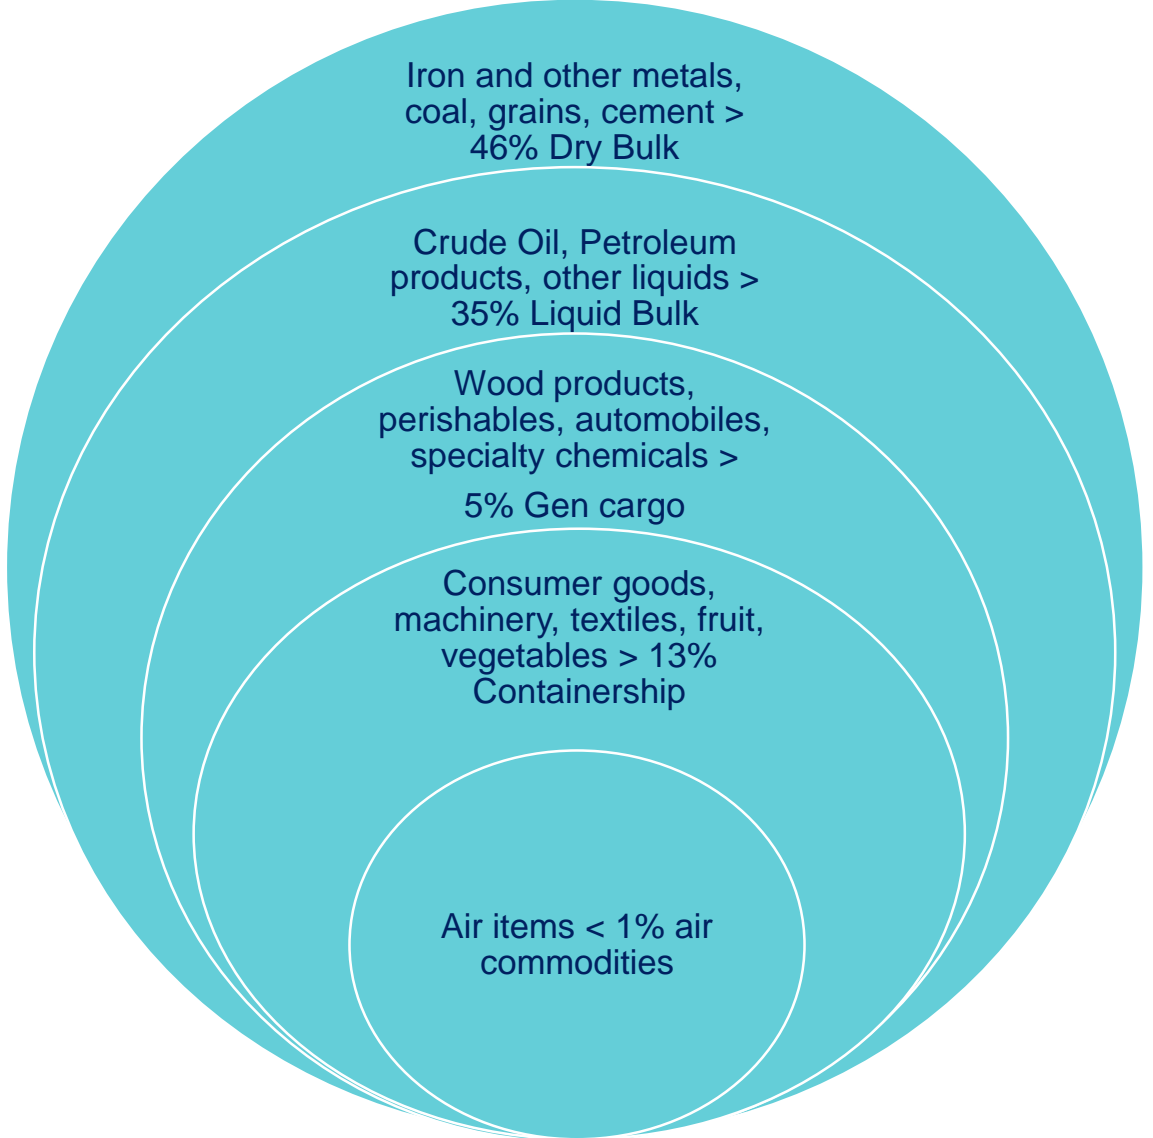 Iron and other metals,
coal, grains, cement >
46% Dry Bulk
Crude Oil, Petroleum
products, other liquids >
35% Liquid Bulk
Wood products,
perishables, automobiles,
specialty chemicals >
5% Gen cargo
Consumer goods,
machinery, textiles, fruit,
vegetables > 13%
Containership
Air items < 1% air
commodities